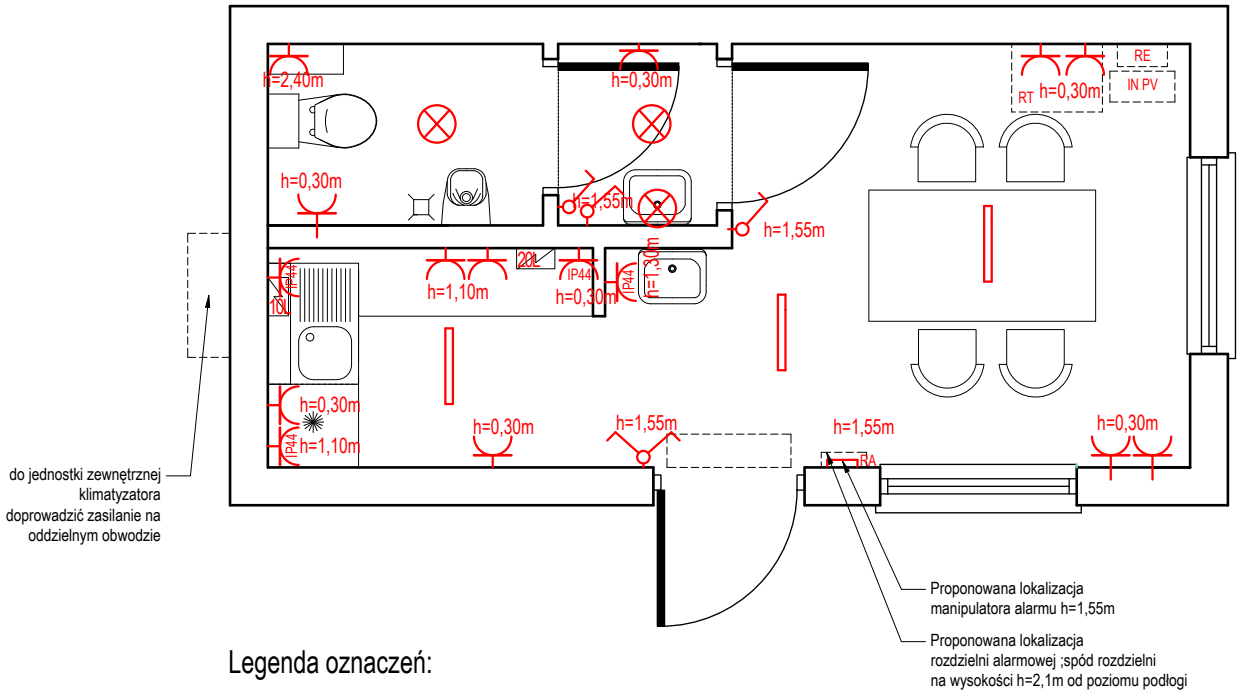 h=2,40m
h=0,30m
RT
h=0,30m
RE
IN PV
h=0,30m
h=1,55m
h=1,55m
IP44
10L
h=1,10m
20L
IP44
h=0,30m
IP44
h=1,30m
h=0,30m
IP44
h=1,10m
h=0,30m
h=1,55m
h=1,55m
RA
h=0,30m
do jednostki zewnętrznej
klimatyzatora
doprowadzić zasilanie na
oddzielnym obwodzie
Proponowana lokalizacja
manipulatora alarmu h=1,55m
Proponowana lokalizacja
rozdzielni alarmowej ;spód rozdzielni
na wysokości h=2,1m od poziomu podłogi
Legenda oznaczeń: